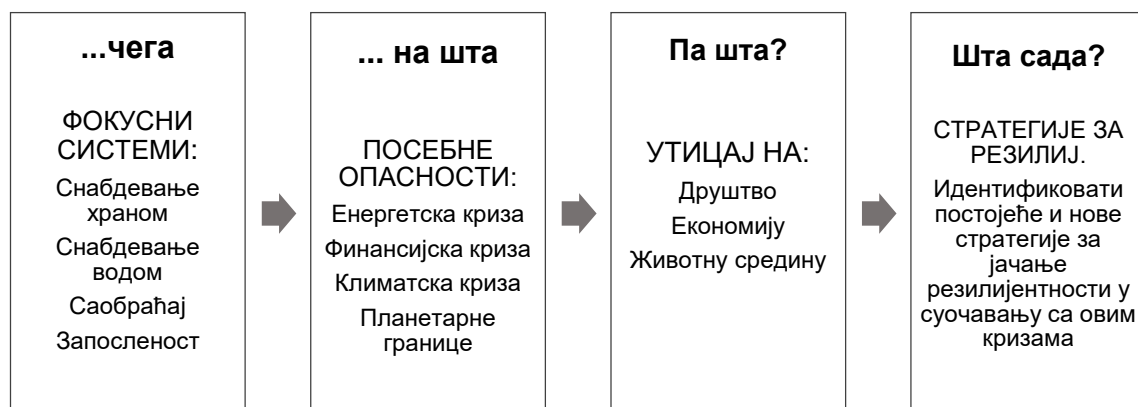 ...чега
ФОКУСНИ
СИСТЕМИ:
Снабдевање
храном
Снабдевање
водом
Саобраћај
Запосленост
... на шта
ПОСЕБНЕ
ОПАСНОСТИ:
Енергетска криза
Финансијска криза
Климатска криза
Планетарне
границе
Па шта?
УТИЦАЈ НА:
Друштво
Економију
Животну средину
Шта сада?
СТРАТЕГИЈЕ ЗА
РЕЗИЛИЈ.
Идентификовати
постојеће и нове
стратегије за
јачање
резилијентности у
суочавању са овим
кризама